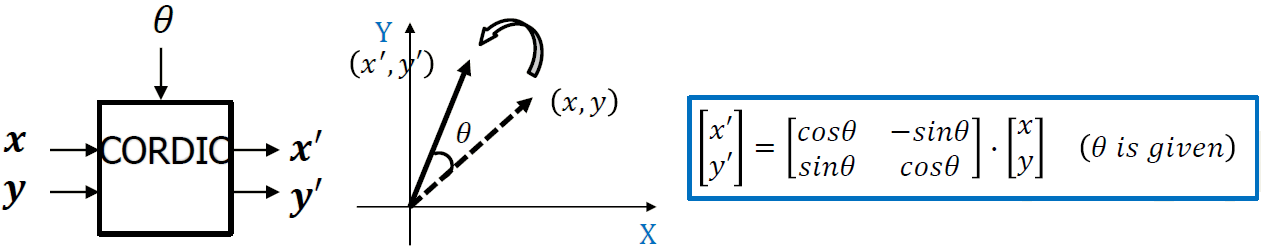 θ
CORDIC
x
y
x′
y′
Y
(x′, y′)
(x, y)
θ
X
[x′ y′] = [cosθ −sinθ sinθ cosθ] · [x y] (θ is given)